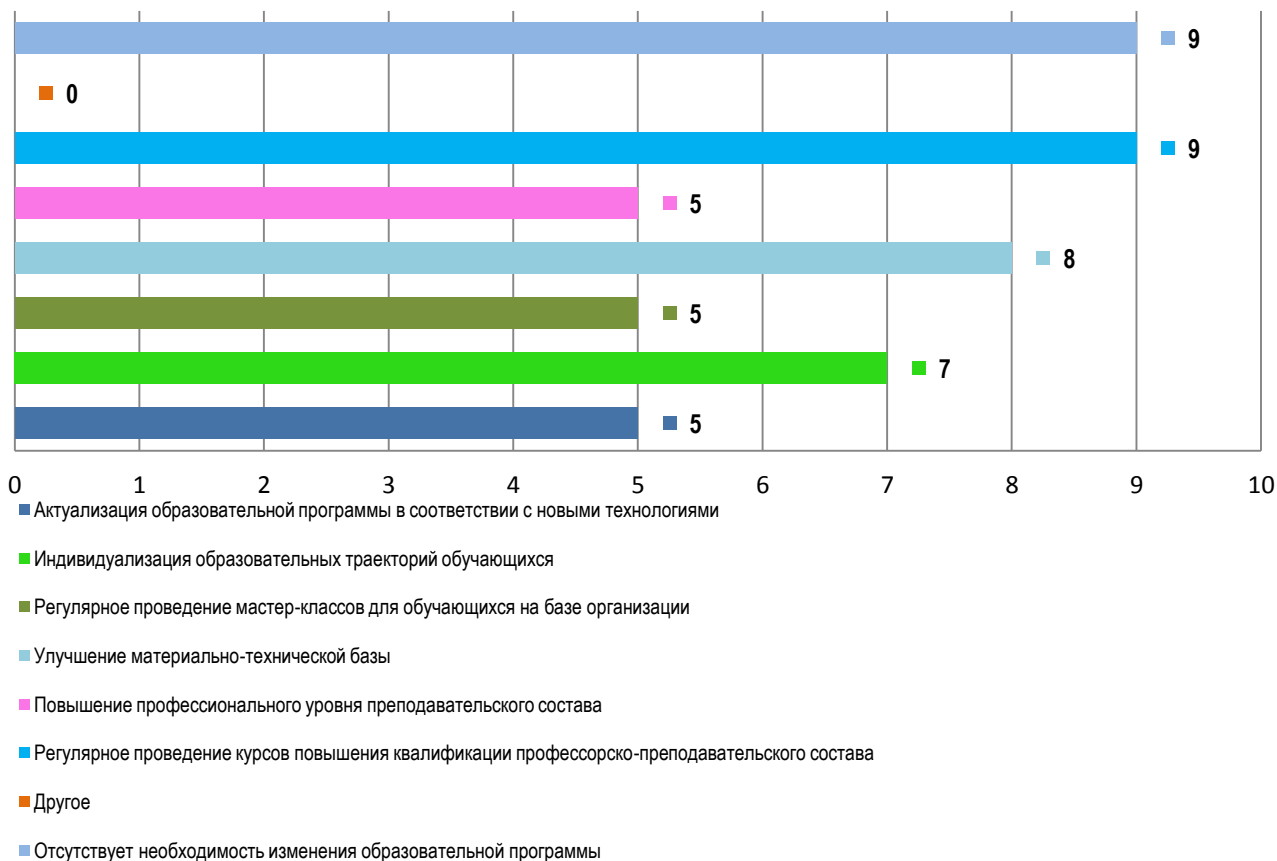 9
0
9
5
8
5
7
5
0 1 2 3 4 5 6 7 8 9 10
Актуализация образовательной программы в соответствии с новыми технологиями
Индивидуализация образовательных траекторий обучающихся
Регулярное проведение мастер-классов для обучающихся на базе организации
Улучшение материально-технической базы
Повышение профессионального уровня преподавательского состава
Регулярное проведение курсов повышения квалификации профессорско-преподавательского состава
Другое
Отсутствует необходимость изменения образовательной программы